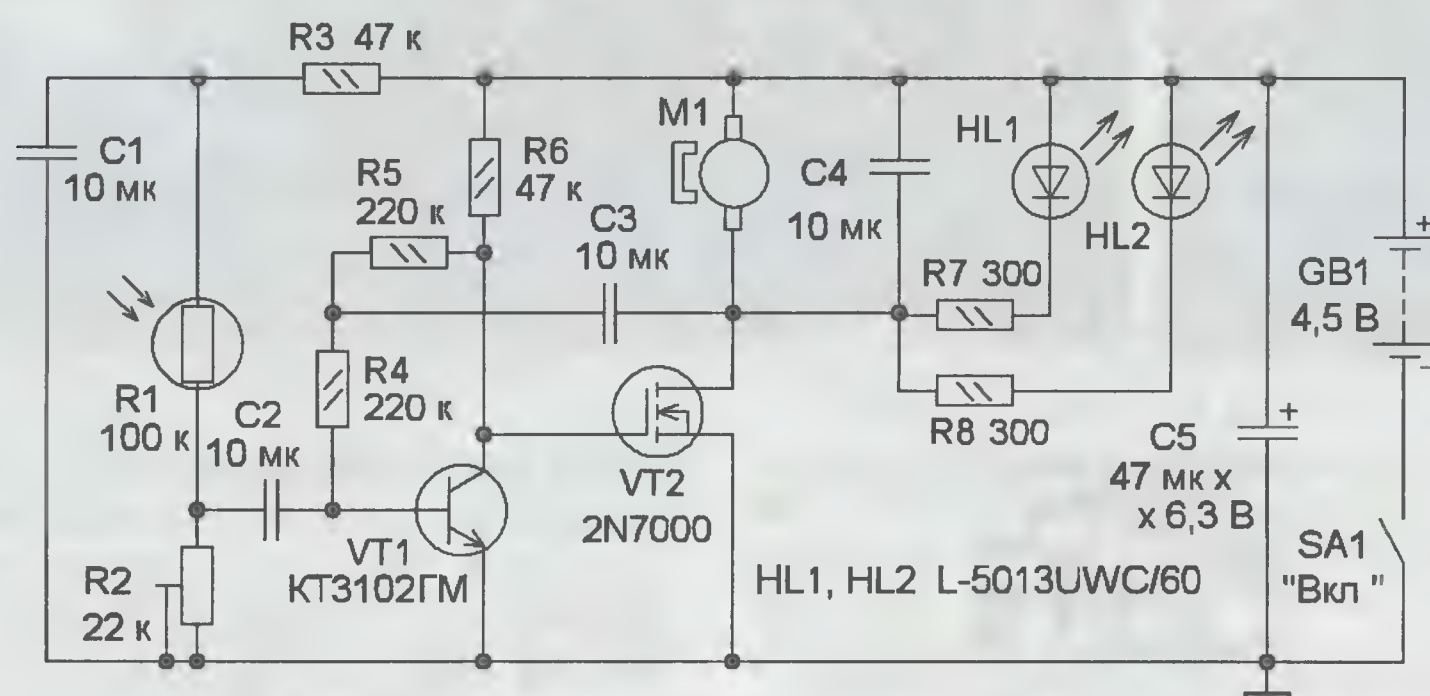 R3 47 к
C1
10 мк
R5
220 к
R6
47 к
C3
10 мк
M1
C4
10 мк
HL1
HL2
R7 300
GB1
4,5 В
+
−
R1
100 к
C2
10 мк
R4
220 к
VT2
2N7000
R8 300
C5
47 мк х
х 6,3 В
+
R2
22 к
VT1
КТ3102ГМ
HL1, HL2 L-5013UWC/60
SA1
"Вкл "